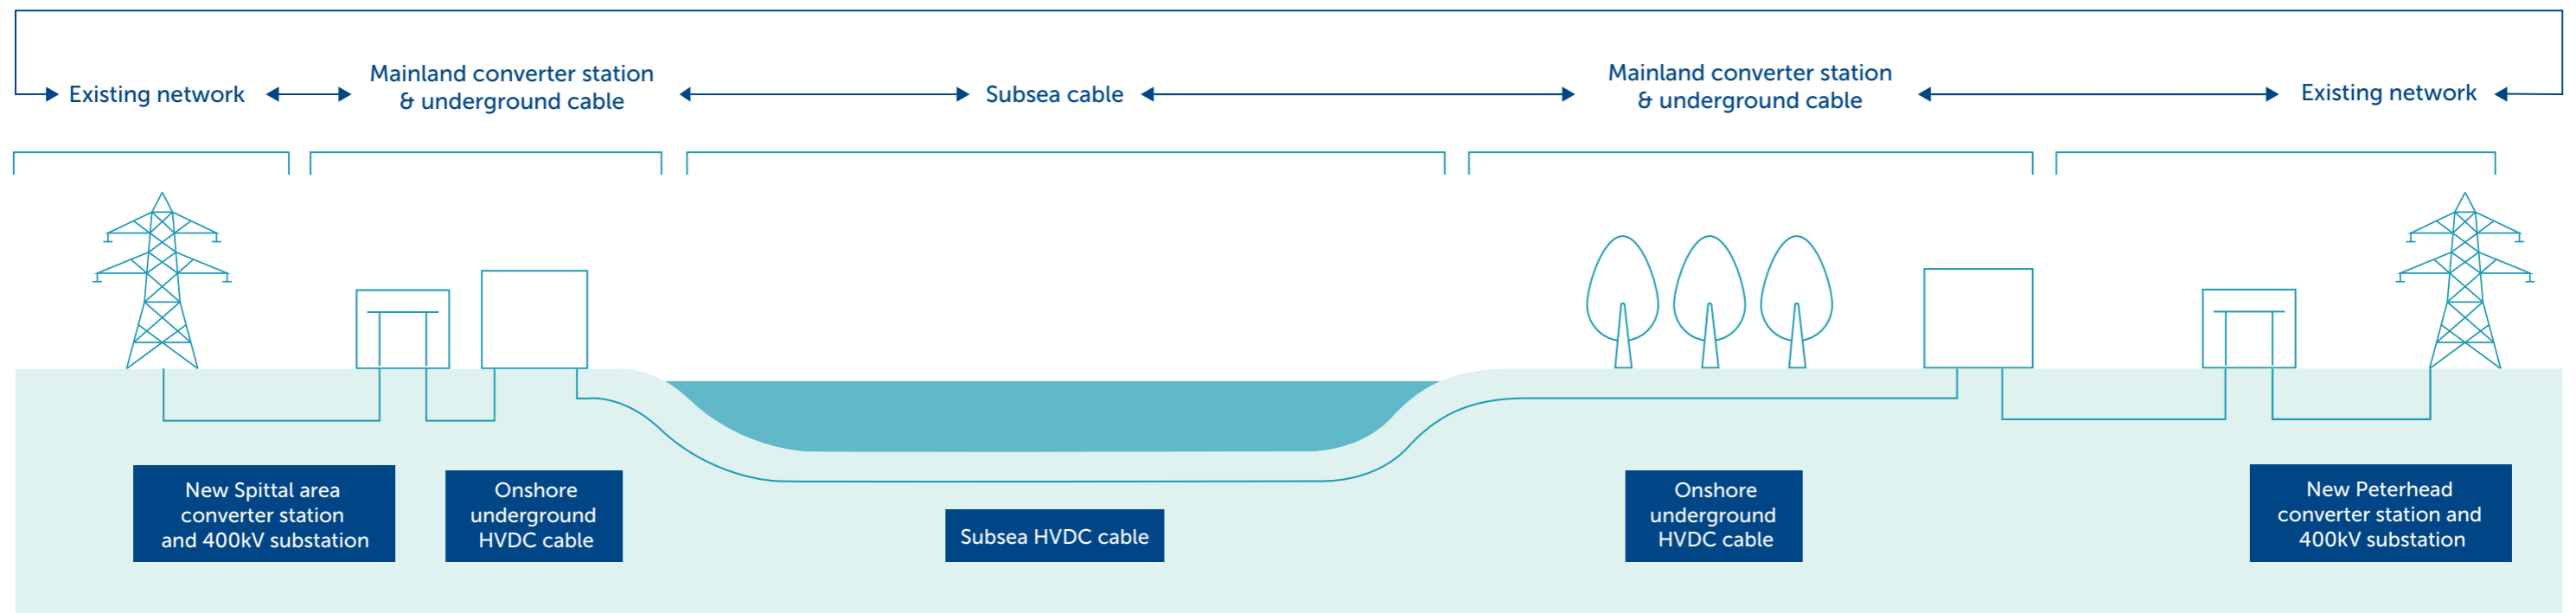 Existing network
Mainland converter station
& underground cable
Subsea cable
Mainland converter station
& underground cable
Existing network
New Spittal area
converter station
and 400kV substation
Onshore
underground
HVDC cable
Subsea HVDC cable
Onshore
underground
HVDC cable
New Peterhead
converter station and
400kV substation